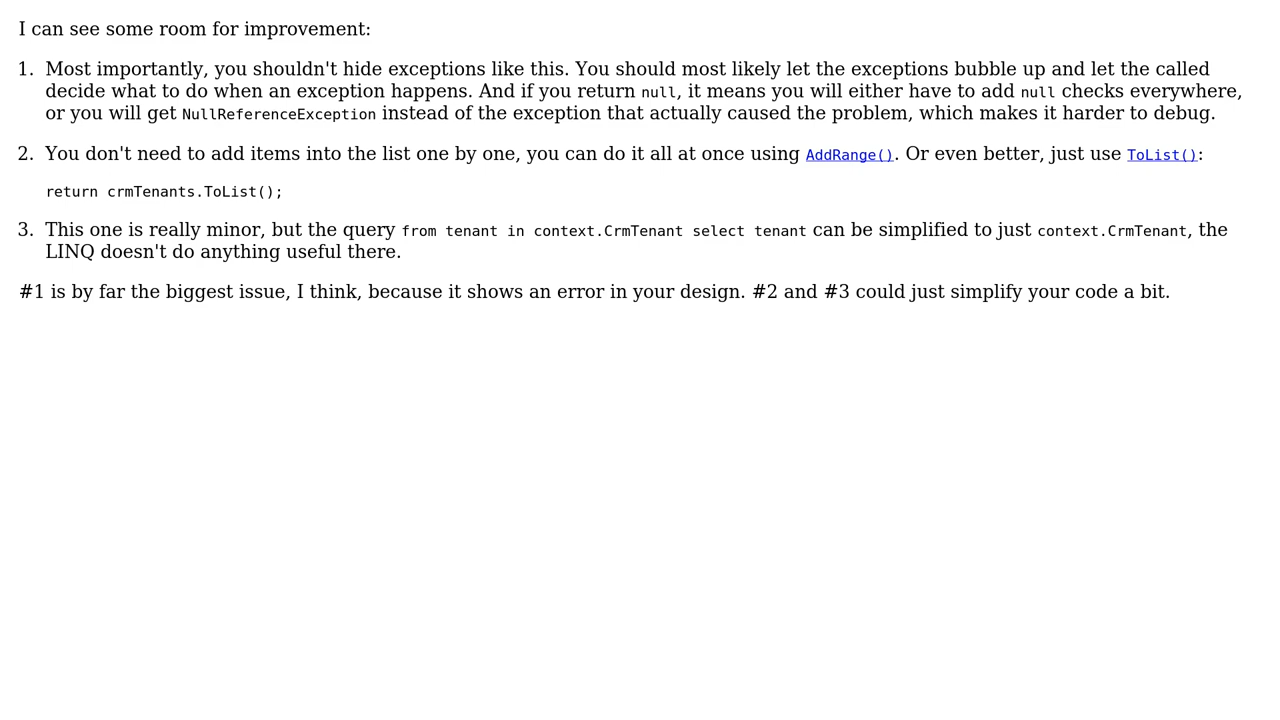 I can see some room for improvement:
1. Most importantly, you shouldn't hide exceptions like this. You should most likely let the exceptions bubble up and let the called
decide what to do when an exception happens. And if you return null, it means you will either have to add null checks everywhere,
or you will get NullReferenceException instead of the exception that actually caused the problem, which makes it harder to debug.
2. You don't need to add items into the list one by one, you can do it all at once using AddRange(). Or even better, just use ToList():
return crmTenants.ToList();
3. This one is really minor, but the query from tenant in context.CrmTenant select tenant can be simplified to just context.CrmTenant, the
LINQ doesn't do anything useful there.
#1 is by far the biggest issue, I think, because it shows an error in your design. #2 and #3 could just simplify your code a bit.